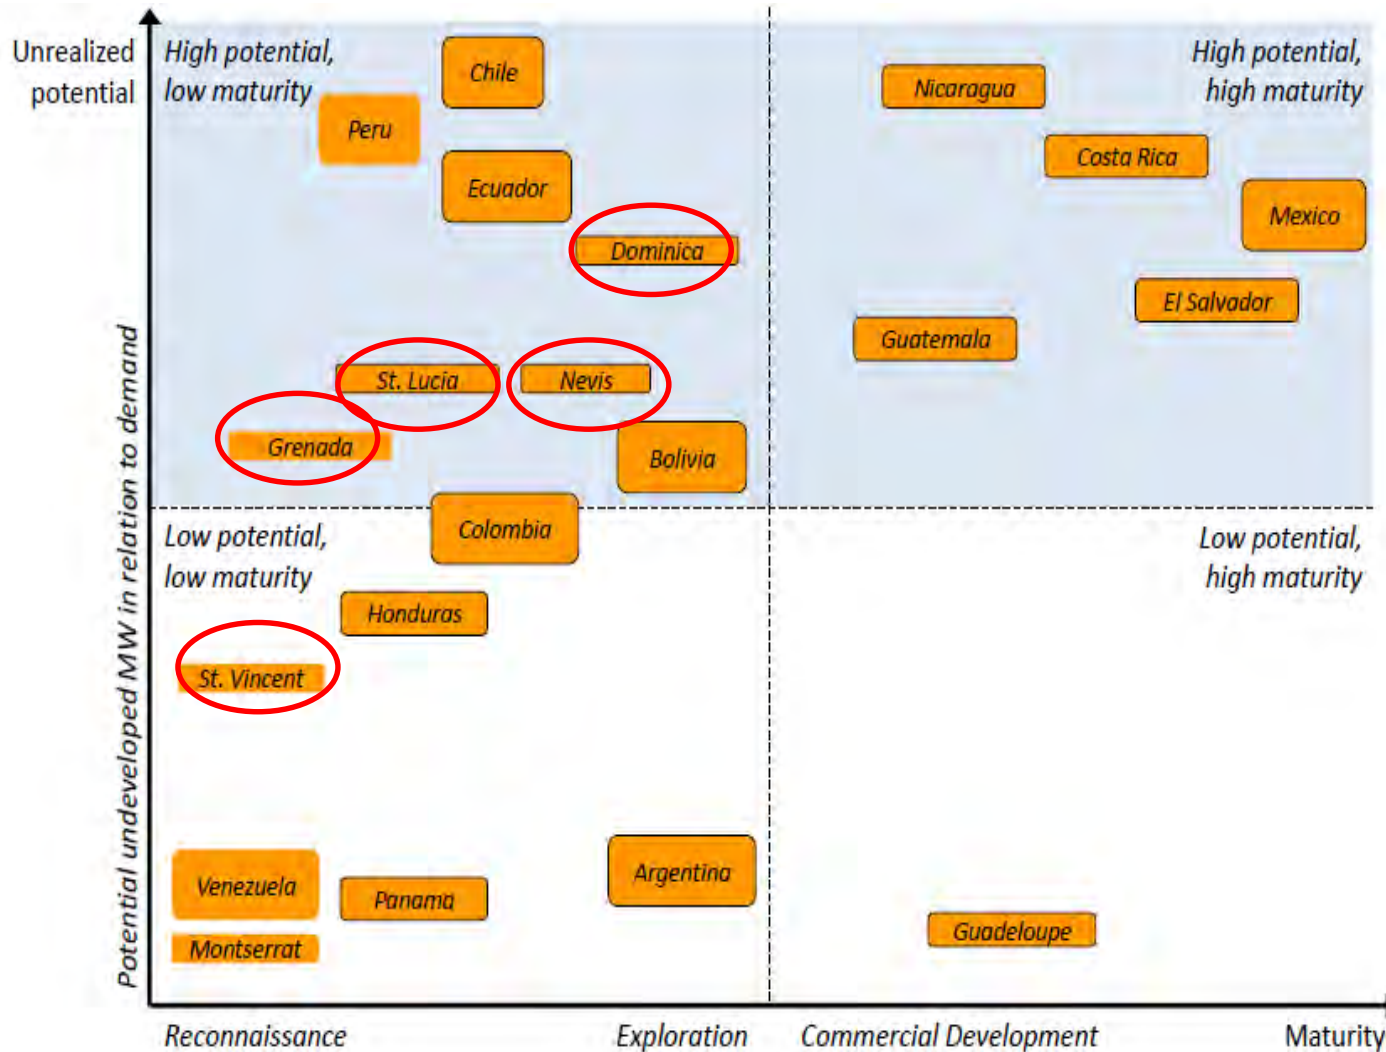 Unrealized
potential
High potential,
low maturity
High potential,
high maturity
Chile
Peru
Nicaragua
Costa Rica
Ecuador
Mexico
Dominica
El Salvador
Guatemala
St. Lucia
Nevis
Grenada
Bolivia
Colombia
Low potential,
low maturity
Low potential,
high maturity
Honduras
St. Vincent
Venezuela
Panama
Argentina
Montserrat
Guadeloupe
Potential undeveloped MW in relation to demand
Reconnaissance
Exploration
Commercial Development
Maturity